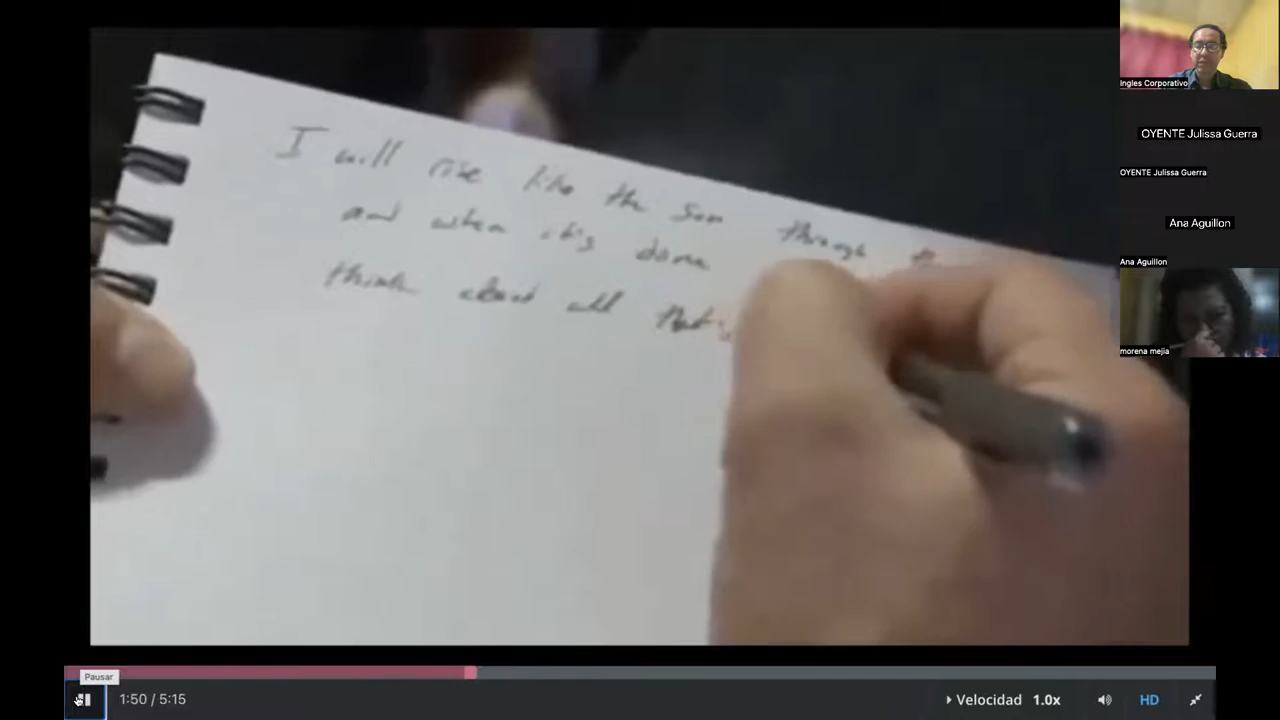 I will rise like the sun through
and when it's done
think about all that
Ingles Corporativo
OYENTE Julissa Guerra
OYENTE Julissa Guerra
Ana Aguillon
Ana Aguillon
morena mejia
Pausar
1:50 / 5:15
Velocidad 1.0x
HD